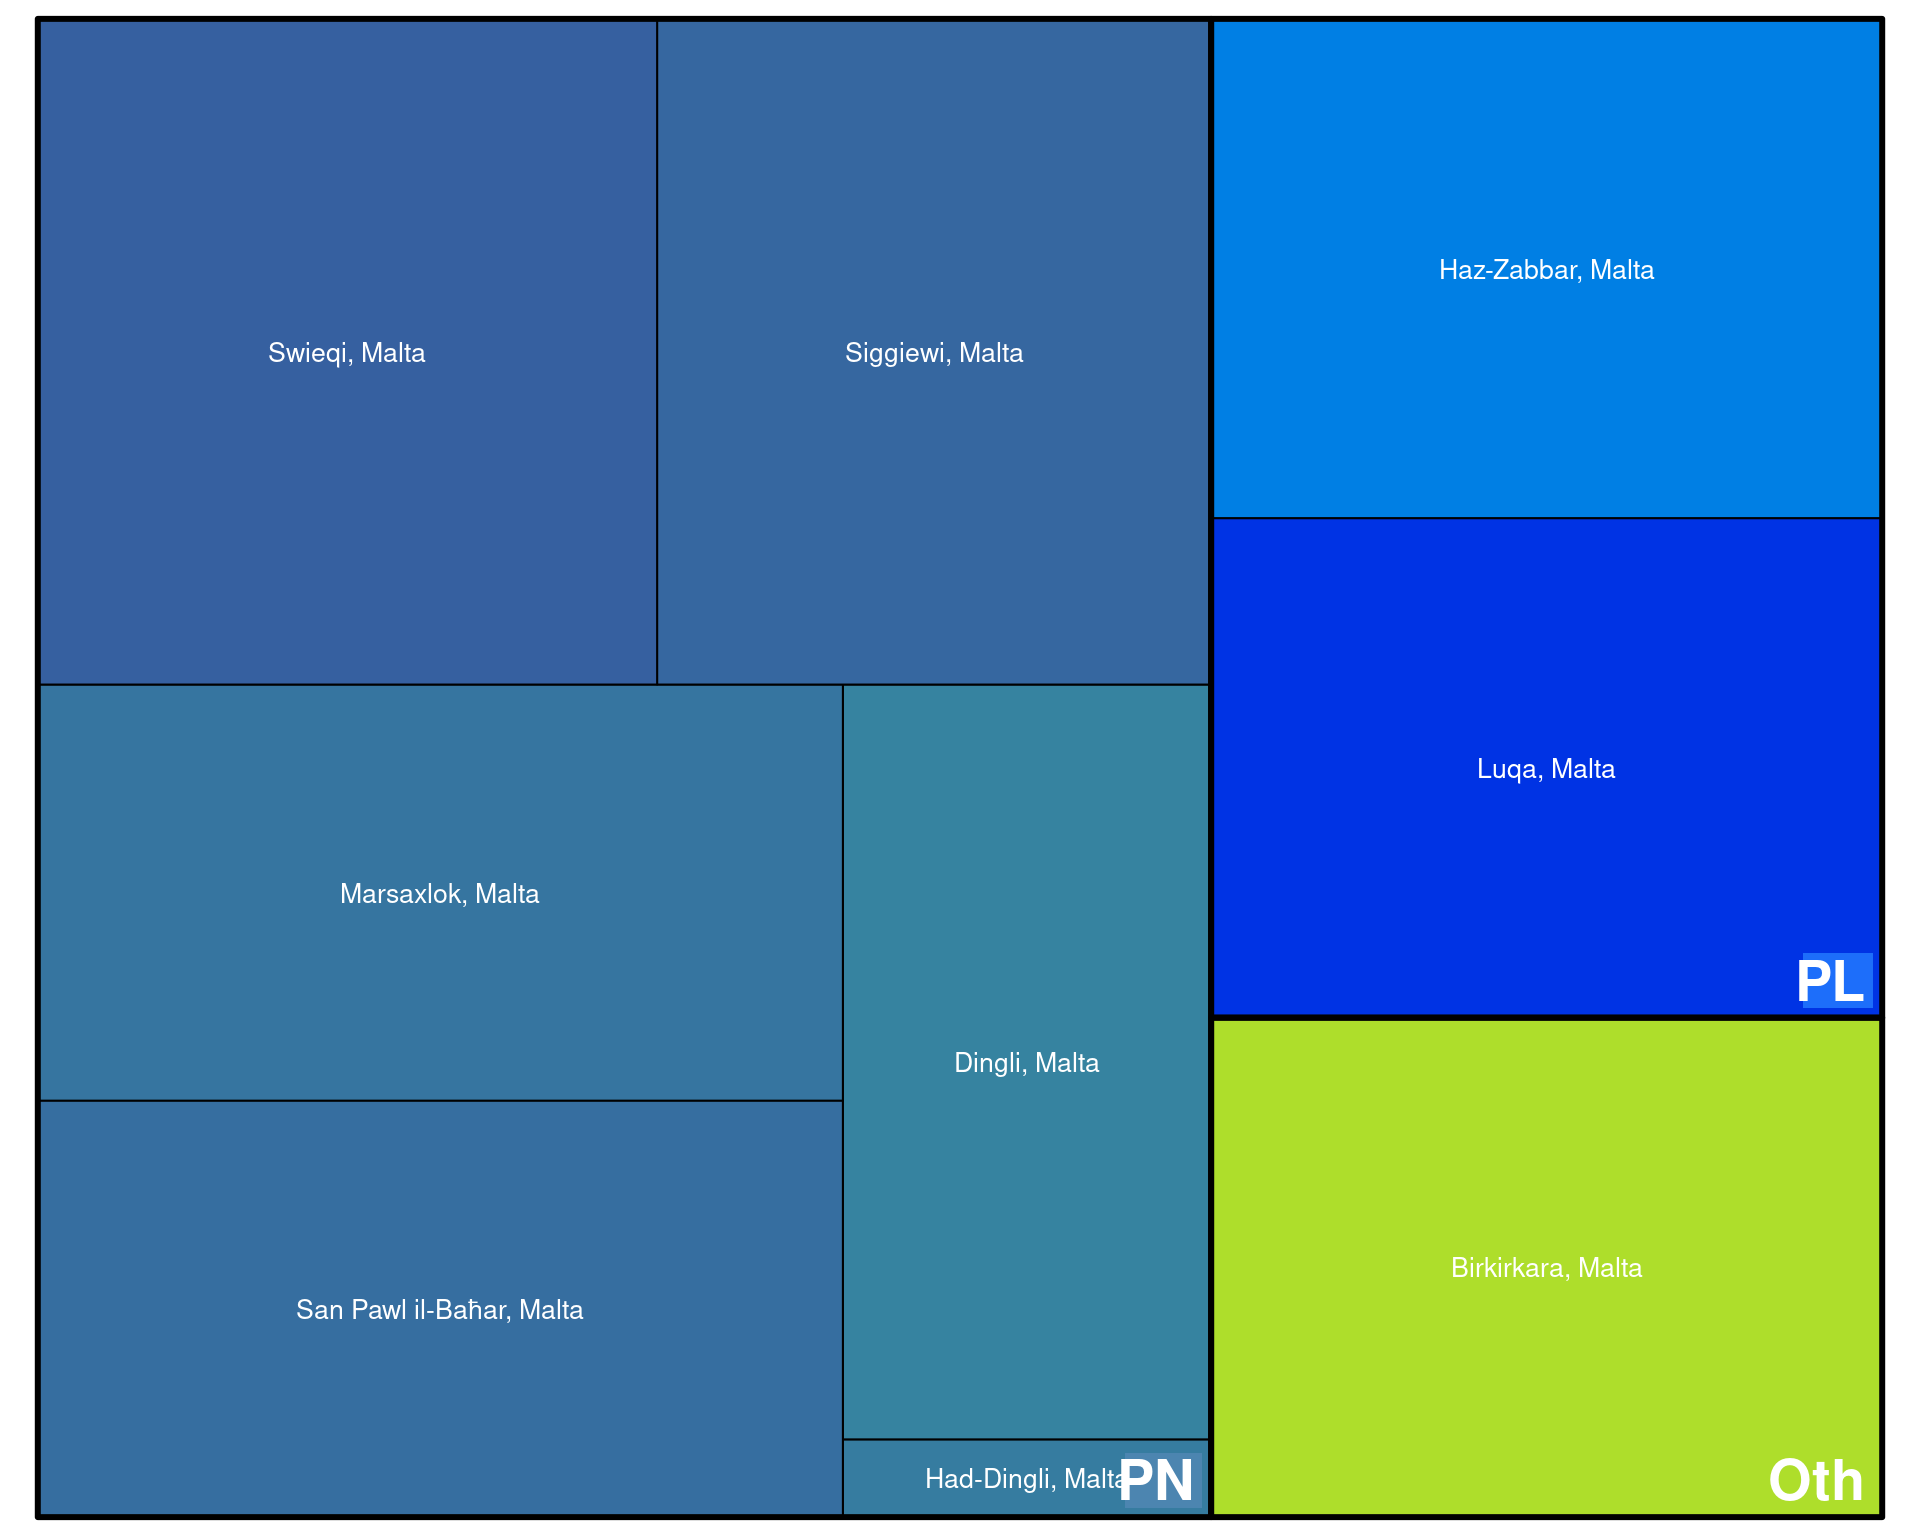 Swieqi, Malta
Siggiewi, Malta
Haz-Zabbar, Malta
Luqa, Malta
PL
Marsaxlok, Malta
Dingli, Malta
San Pawl il-Baħar, Malta
Had-Dingli, Malta
PN
Birkirkara, Malta
Oth